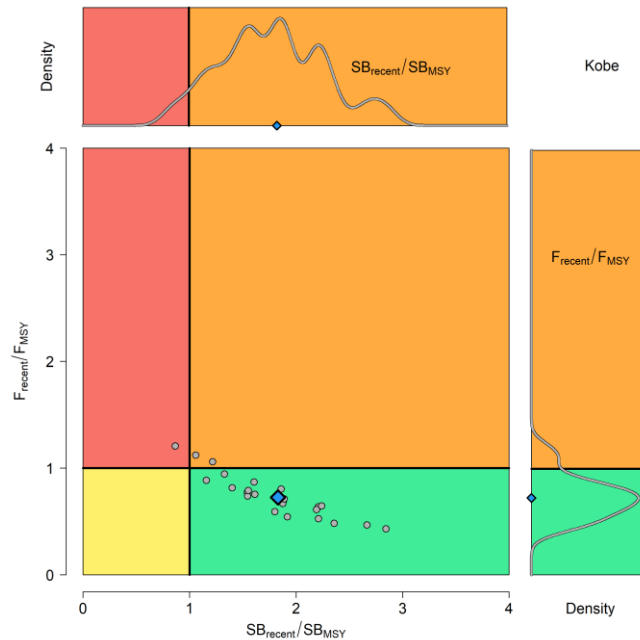 Density
SBrecent/SBMSY
Kobe
4
3
2
1
0
Frecent/FMSY
Frecent/FMSY
0
1
2
3
4
SBrecent/SBMSY
Density